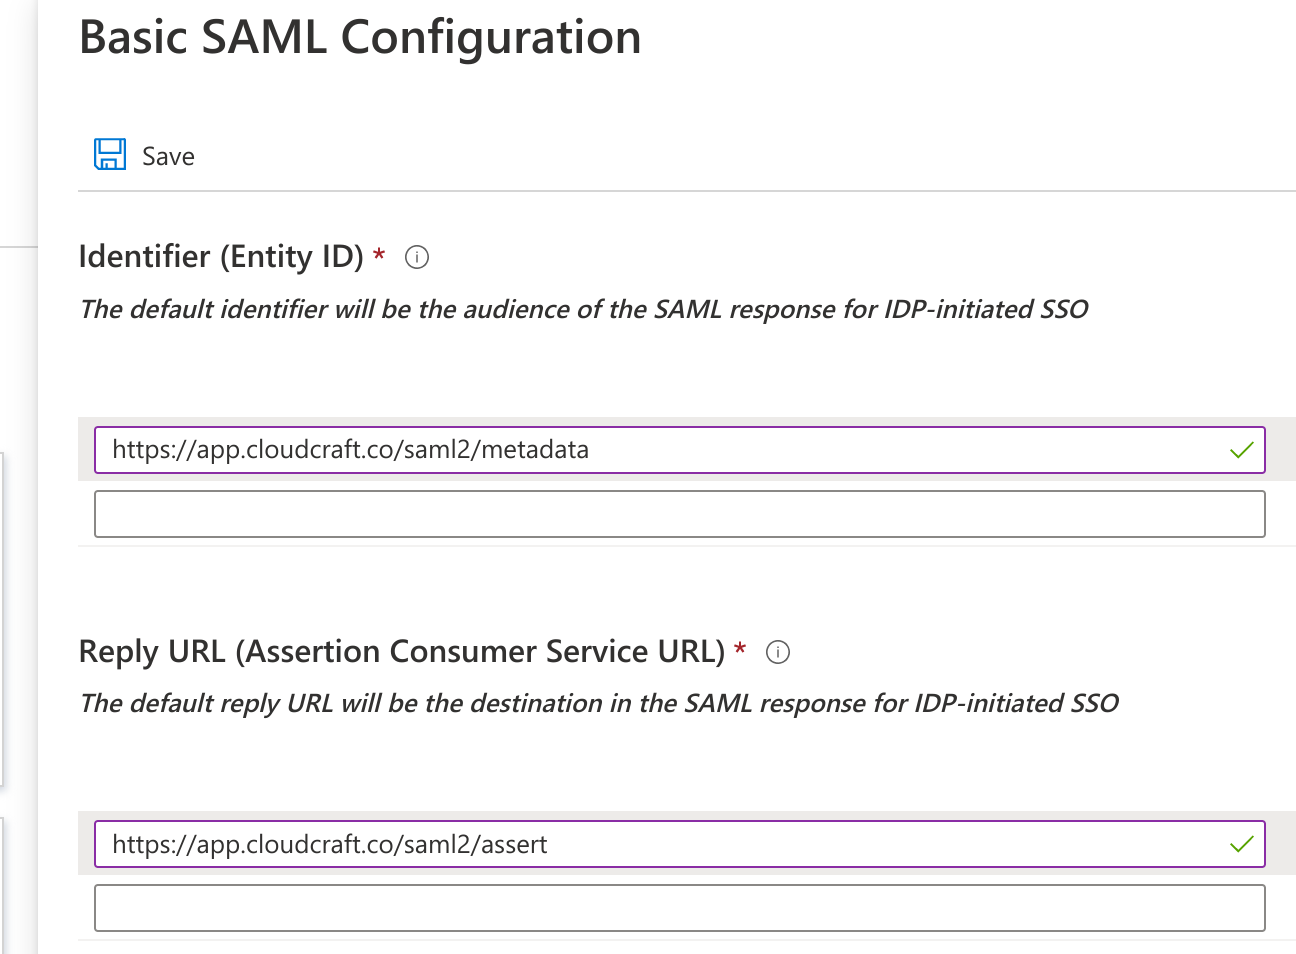 Basic SAML Configuration
Save
Identifier (Entity ID) *
The default identifier will be the audience of the SAML response for IDP-initiated SSO
https://app.cloudcraft.co/saml2/metadata
Reply URL (Assertion Consumer Service URL) *
The default reply URL will be the destination in the SAML response for IDP-initiated SSO
https://app.cloudcraft.co/saml2/assert